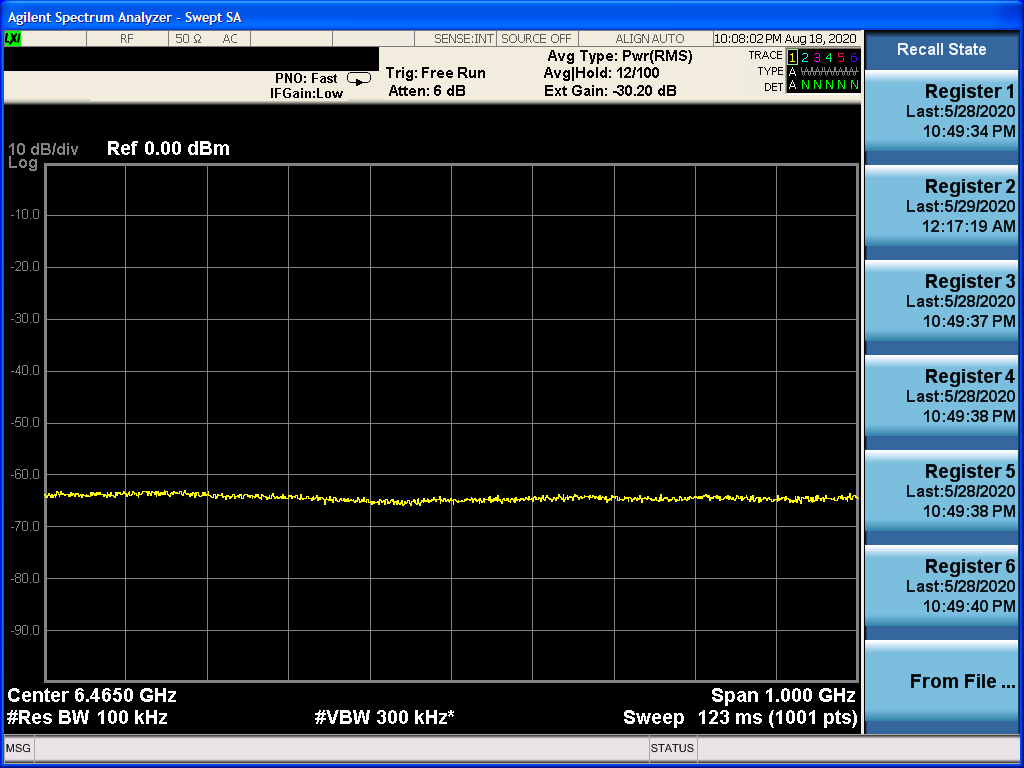 Agilent Spectrum Analyzer - Swept SA
LXI RF 50 Ω AC SENSE:INT SOURCE OFF ALIGN AUTO 10:08:02 PM Aug 18, 2020
PNO: Fast
IFGain:Low
Trig: Free Run
Atten: 6 dB
Avg Type: Pwr(RMS)
Avg|Hold: 12/100
Ext Gain: -30.20 dB
TRACE 1 2 3 4 5 6
TYPE A WWWWW
DET A N N N N N
10 dB/div
Log
Ref 0.00 dBm
-10.0
-20.0
-30.0
-40.0
-50.0
-60.0
-70.0
-80.0
-90.0
Center 6.4650 GHz
Span 1.000 GHz
#Res BW 100 kHz
#VBW 300 kHz*
Sweep 123 ms (1001 pts)
MSG
STATUS
Recall State
Register 1
Last:5/28/2020
10:49:34 PM
Register 2
Last:5/29/2020
12:17:19 AM
Register 3
Last:5/28/2020
10:49:37 PM
Register 4
Last:5/28/2020
10:49:38 PM
Register 5
Last:5/28/2020
10:49:38 PM
Register 6
Last:5/28/2020
10:49:40 PM
From File ...